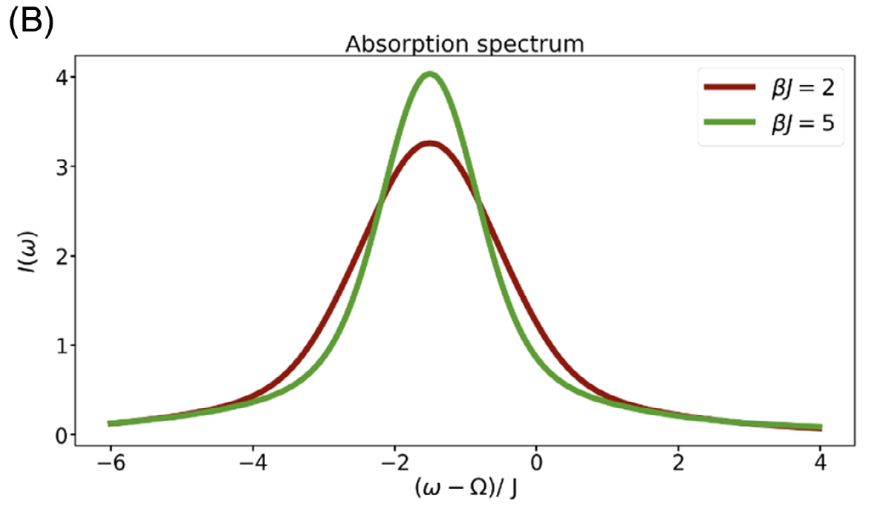 (B)
Absorption spectrum
βJ = 2
βJ = 5
I(ω)
4
3
2
1
0
−6 −4 −2 0 2 4
(ω − Ω)/ J